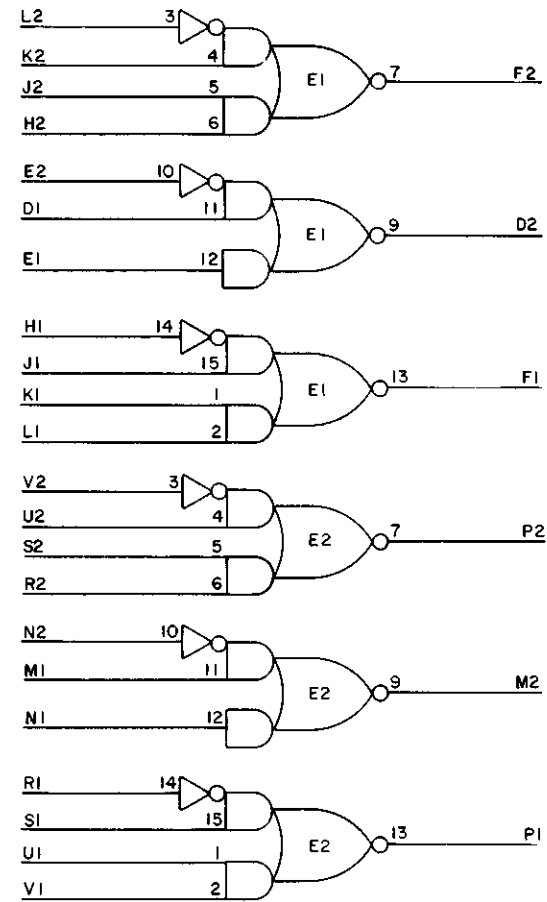 L2 3
K2 4
E1 7 F2
J2 5
H2 6
E2 10
D1 11
E1 9 D2
E1 12
H1 14
J1 15
E1 13 F1
K1 1
L1 2
V2 3
U2 4
E2 7 P2
S2 5
R2 6
N2 10
M1 11
E2 9 M2
N1 12
R1 14
S1 15
E2 13 P1
U1 1
V1 2